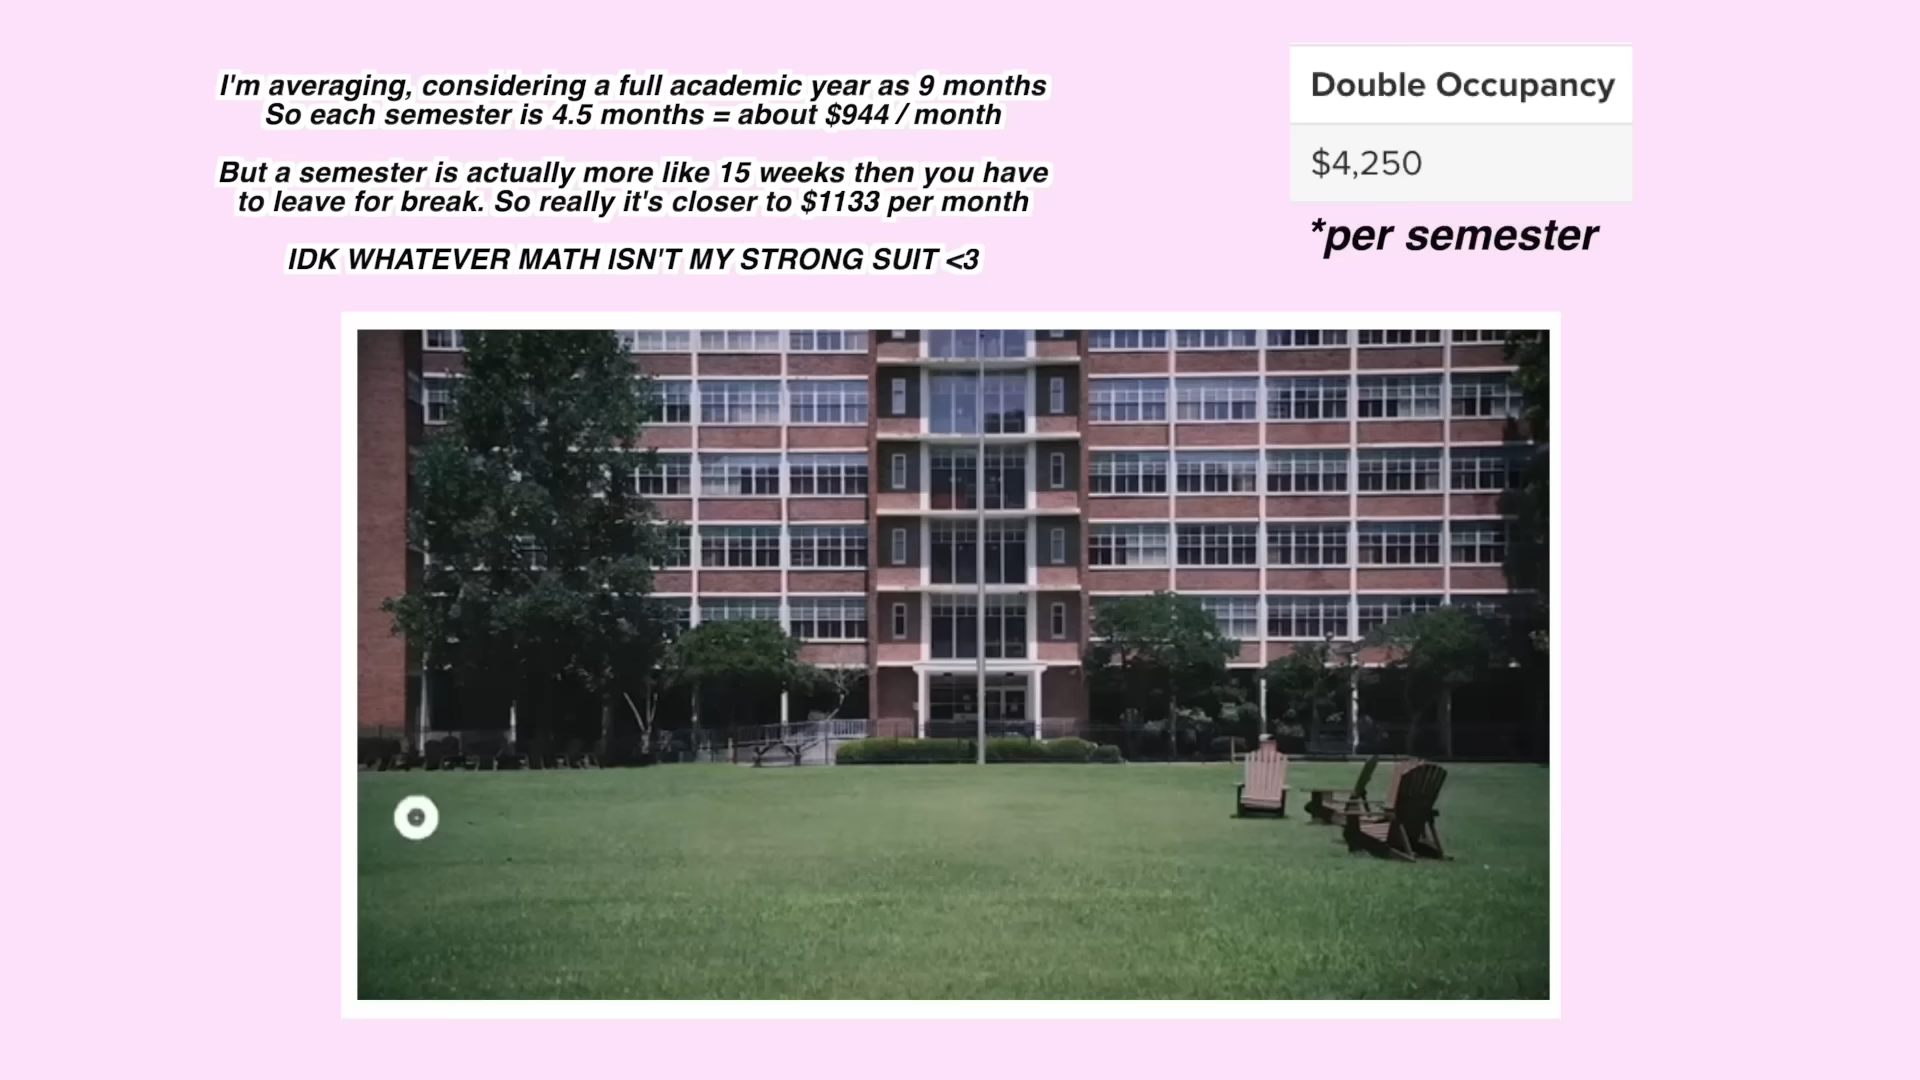 I'm averaging, considering a full academic year as 9 months
So each semester is 4.5 months = about $944 / month
But a semester is actually more like 15 weeks then you have
to leave for break. So really it's closer to $1133 per month
IDK WHATEVER MATH ISN'T MY STRONG SUIT <3
Double Occupancy
$4,250
*per semester